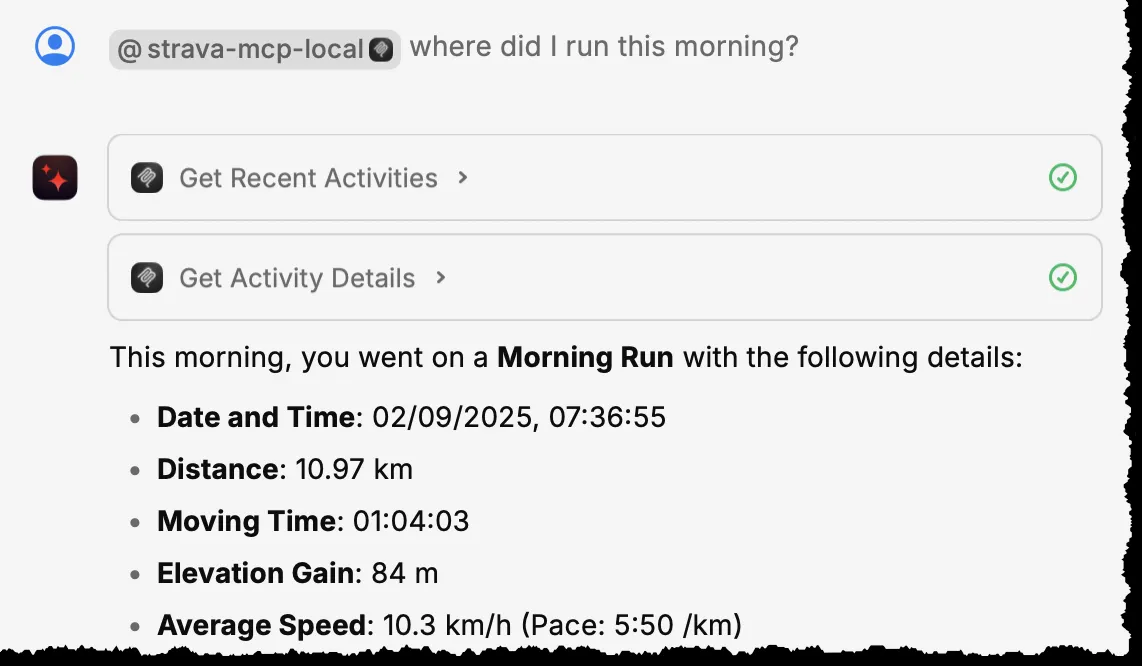 @strava-mcp-local where did I run this morning?
Get Recent Activities >
Get Activity Details >
This morning, you went on a Morning Run with the following details:
• Date and Time: 02/09/2025, 07:36:55
• Distance: 10.97 km
• Moving Time: 01:04:03
• Elevation Gain: 84 m
• Average Speed: 10.3 km/h (Pace: 5:50 /km)